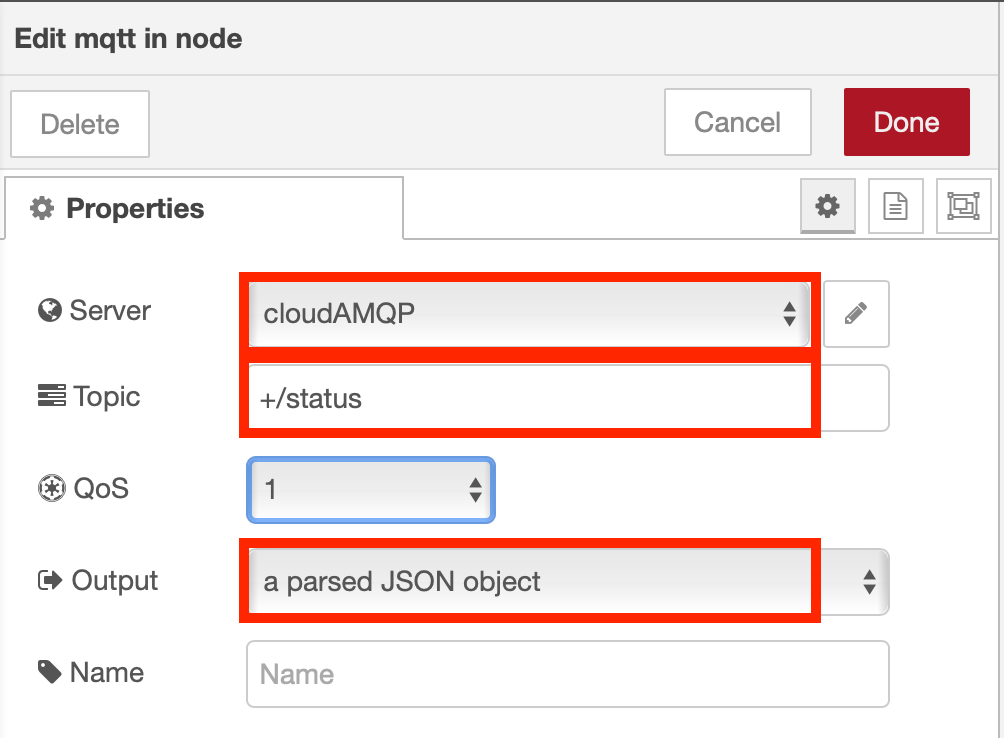 Edit mqtt in node
Delete
Cancel
Done
Properties
Server
cloudAMQP
Topic
+/status
QoS
1
Output
a parsed JSON object
Name
Name